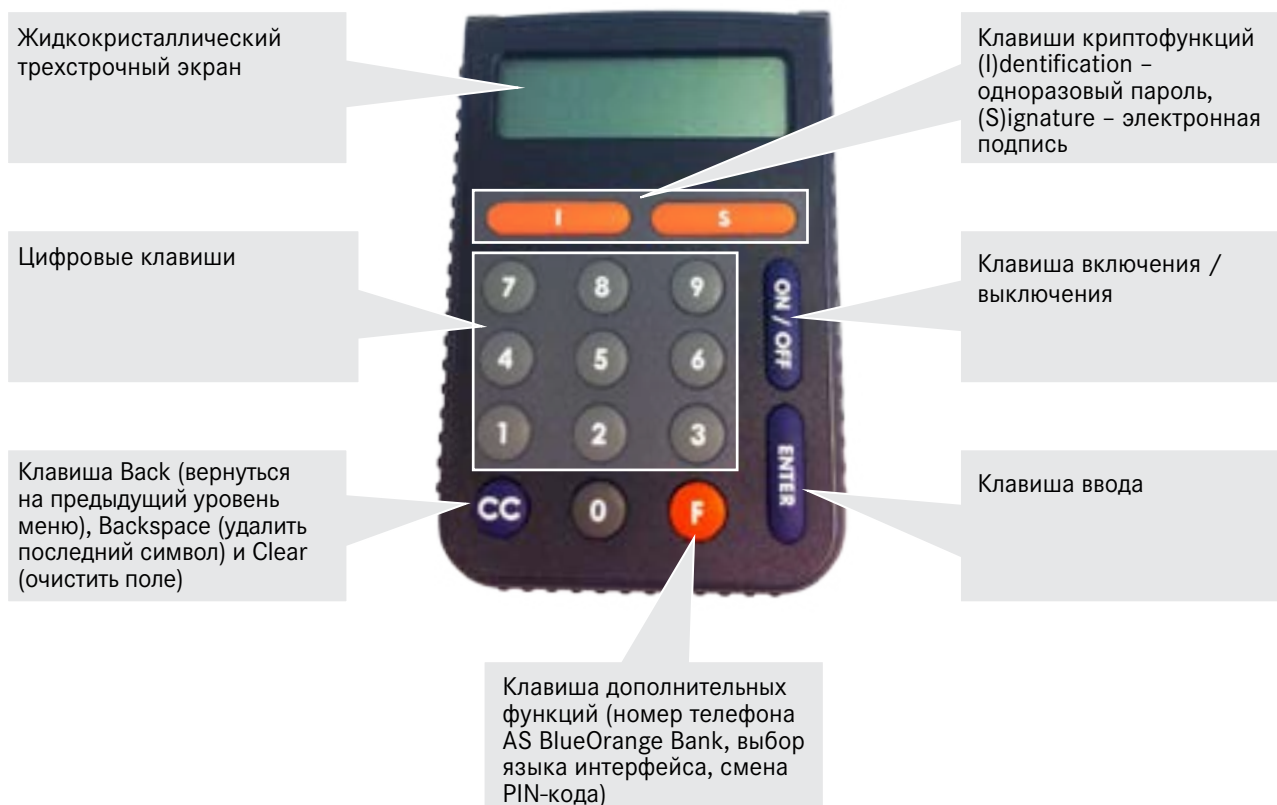 Жидкокристаллический
трехстрочный экран
Клавиши криптофункций
(I)dentification –
одноразовый пароль,
(S)ignature – электронная
подпись
I
S
Цифровые клавиши
7 8 9
4 5 6
1 2 3
CC 0 F
ON / OFF
ENTER
Клавиша включения /
выключения
Клавиша Back (вернуться
на предыдущий уровень
меню), Backspace (удалить
последний символ) и Clear
(очистить поле)
Клавиша ввода
Клавиша дополнительных
функций (номер телефона
AS BlueOrange Bank, выбор
языка интерфейса, смена
PIN-кода)